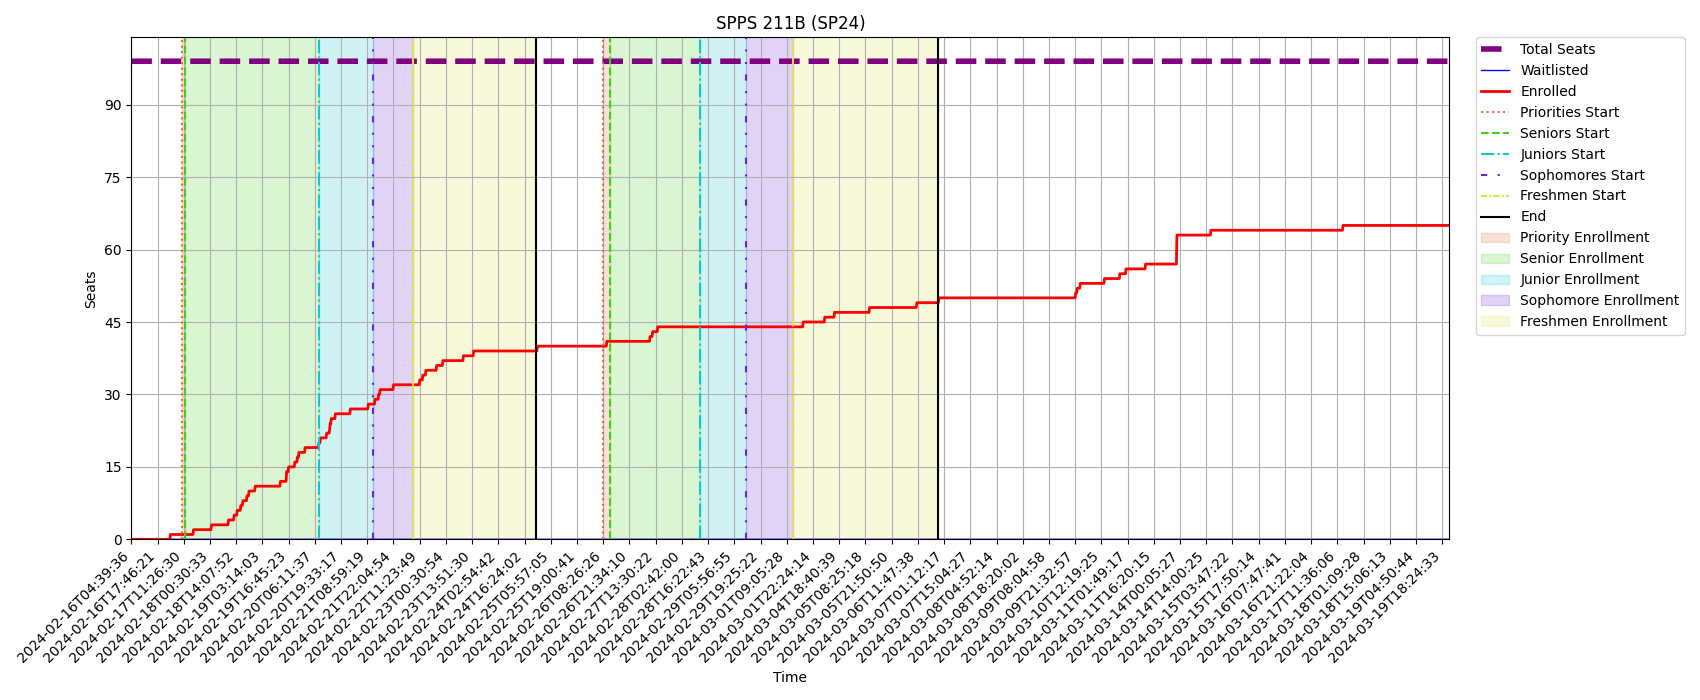 SPPS 211B (SP24)
Total Seats
Waitlisted
Enrolled
Priorities Start
Seniors Start
Juniors Start
Sophomores Start
Freshmen Start
End
Priority Enrollment
Senior Enrollment
Junior Enrollment
Sophomore Enrollment
Freshmen Enrollment
Seats
90
75
60
45
30
15
0
2024-02-16T04:39:36
2024-02-16T17:46:21
2024-02-17T11:26:30
2024-02-18T00:30:33
2024-02-18T14:07:52
2024-02-19T03:14:03
2024-02-19T16:45:23
2024-02-20T06:11:37
2024-02-20T19:33:17
2024-02-21T08:59:19
2024-02-21T22:04:54
2024-02-22T11:23:49
2024-02-23T00:30:54
2024-02-23T13:51:30
2024-02-24T02:54:42
2024-02-24T16:24:02
2024-02-25T05:57:05
2024-02-25T19:00:41
2024-02-26T08:26:26
2024-02-26T21:34:10
2024-02-27T13:30:22
2024-02-28T02:42:00
2024-02-28T16:22:43
2024-02-29T05:56:55
2024-02-29T19:25:22
2024-03-01T09:05:28
2024-03-01T22:24:14
2024-03-04T18:40:39
2024-03-05T08:25:18
2024-03-05T21:50:50
2024-03-06T11:47:38
2024-03-07T01:12:17
2024-03-07T15:04:27
2024-03-08T04:52:14
2024-03-08T18:20:02
2024-03-09T08:04:58
2024-03-09T21:32:57
2024-03-10T12:19:25
2024-03-11T01:49:17
2024-03-11T16:20:15
2024-03-14T00:05:27
2024-03-14T14:00:25
2024-03-15T03:47:22
2024-03-15T17:50:14
2024-03-16T07:47:41
2024-03-16T21:22:04
2024-03-17T11:36:06
2024-03-18T01:09:28
2024-03-18T15:06:13
2024-03-19T04:50:44
2024-03-19T18:24:33
Time